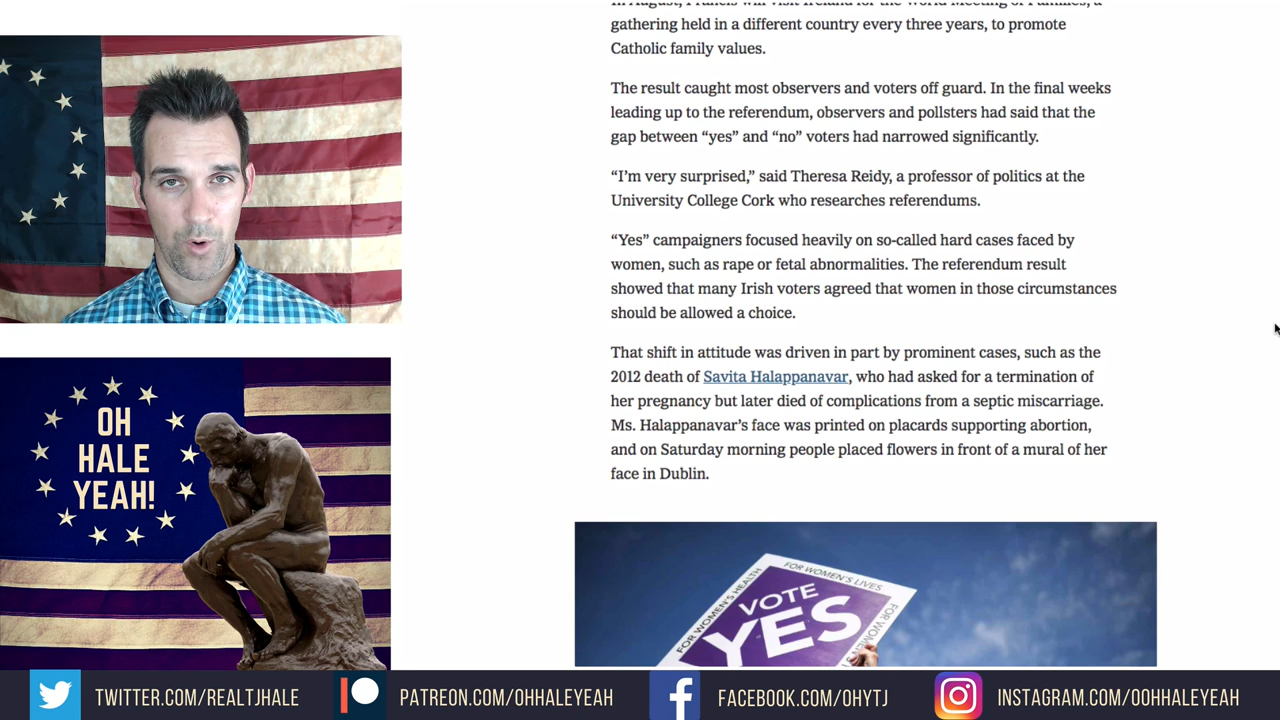 In August, Francis will visit Ireland for the World Meeting of Families, a
gathering held in a different country every three years, to promote
Catholic family values.
The result caught most observers and voters off guard. In the final weeks
leading up to the referendum, observers and pollsters had said that the
gap between “yes” and “no” voters had narrowed significantly.
“I’m very surprised,” said Theresa Reidy, a professor of politics at the
University College Cork who researches referendums.
“Yes” campaigners focused heavily on so-called hard cases faced by
women, such as rape or fetal abnormalities. The referendum result
showed that many Irish voters agreed that women in those circumstances
should be allowed a choice.
That shift in attitude was driven in part by prominent cases, such as the
2012 death of Savita Halappanavar, who had asked for a termination of
her pregnancy but later died of complications from a septic miscarriage.
Ms. Halappanavar’s face was printed on placards supporting abortion,
and on Saturday morning people placed flowers in front of a mural of her
face in Dublin.
OH
HALE
YEAH!
FOR WOMEN'S HEALTH
FOR WOMEN'S LIVES
VOTE
YES
TWITTER.COM/REALTJHALE
PATREON.COM/OHHALEYEAH
FACEBOOK.COM/OHYTJ
INSTAGRAM.COM/OOHHALEYEAH